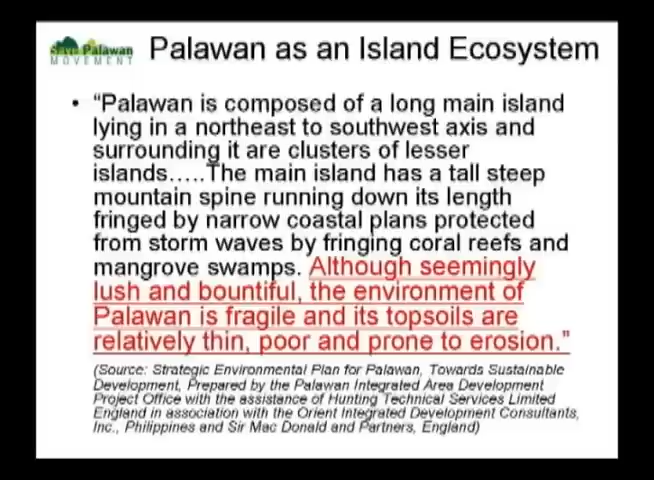 Save Palawan
MOVEMENT
Palawan as an Island Ecosystem
• “Palawan is composed of a long main island
lying in a northeast to southwest axis and
surrounding it are clusters of lesser
islands…..The main island has a tall steep
mountain spine running down its length
fringed by narrow coastal plans protected
from storm waves by fringing coral reefs and
mangrove swamps. Although seemingly
lush and bountiful, the environment of
Palawan is fragile and its topsoils are
relatively thin, poor and prone to erosion.”
(Source: Strategic Environmental Plan for Palawan, Towards Sustainable
Development, Prepared by the Palawan Integrated Area Development
Project Office with the assistance of Hunting Technical Services Limited
England in association with the Orient Integrated Development Consultants,
Inc., Philippines and Sir Mac Donald and Partners, England)